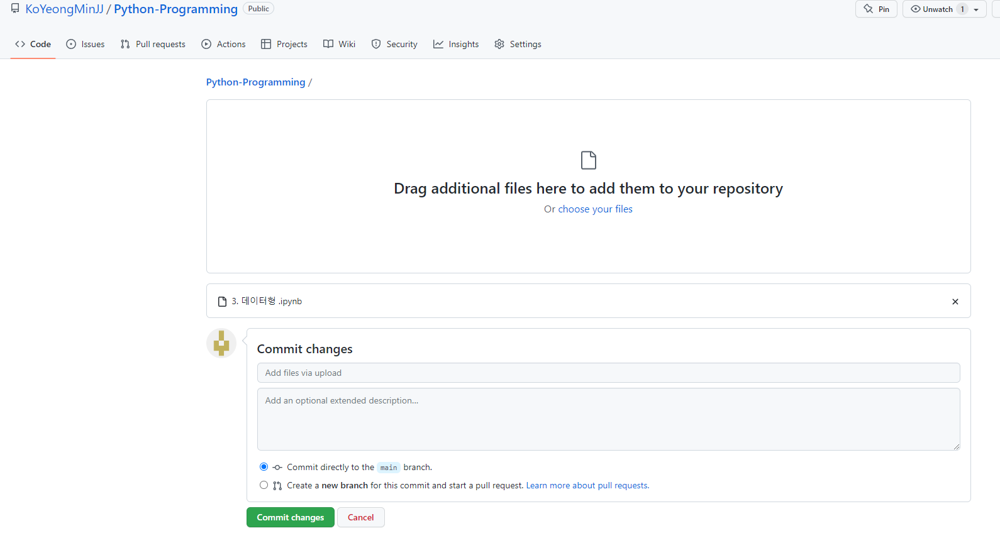 KoYeongMinJJ / Python-Programming Public
Pin Unwatch 1
Code Issues Pull requests Actions Projects Wiki Security Insights Settings
Python-Programming /
Drag additional files here to add them to your repository
Or choose your files
3. 데이터형 .ipynb
Commit changes
Add files via upload
Add an optional extended description...
Commit directly to the main branch.
Create a new branch for this commit and start a pull request. Learn more about pull requests.
Commit changes Cancel